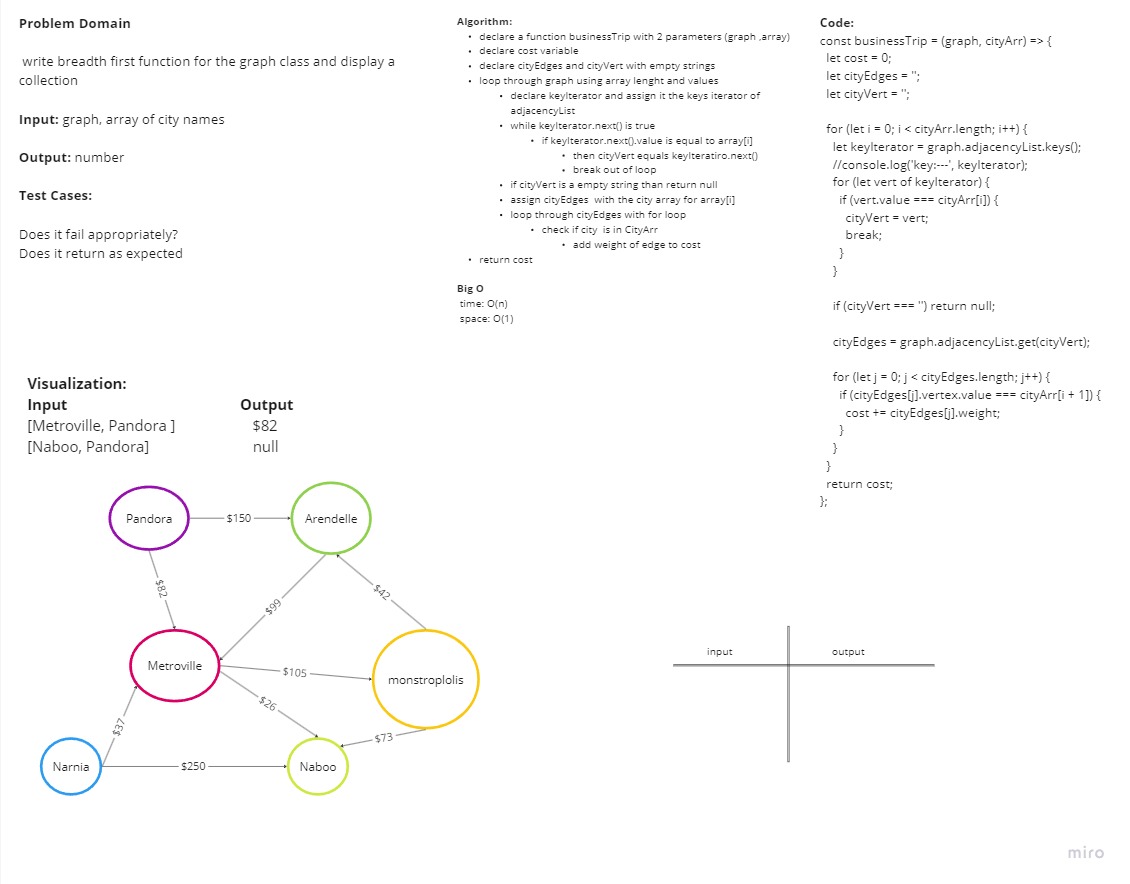 Problem Domain
write breadth first function for the graph class and display a
collection
Input: graph, array of city names
Output: number
Test Cases:
Does it fail appropriately?
Does it return as expected
Algorithm:
• declare a function businessTrip with 2 parameters (graph ,array)
• declare cost variable
• declare cityEdges and cityVert with empty strings
• loop through graph using array lenght and values
• declare keyIterator and assign it the keys iterator of
adjacencyList
• while keyIterator.next() is true
• if keyIterator.next().value is equal to array[i]
• then cityVert equals keyIteratiro.next()
• break out of loop
• if cityVert is a empty string than return null
• assign cityEdges with the city array for array[i]
• loop through cityEdges with for loop
• check if city is in CityArr
• add weight of edge to cost
• return cost
Big O
time: O(n)
space: O(1)
Code:
const businessTrip = (graph, cityArr) => {
let cost = 0;
let cityEdges = '';
let cityVert = '';
for (let i = 0; i < cityArr.length; i++) {
let keyIterator = graph.adjacencyList.keys();
//console.log('key:---', keyIterator);
for (let vert of keyIterator) {
if (vert.value === cityArr[i]) {
cityVert = vert;
break;
}
}
if (cityVert === '') return null;
cityEdges = graph.adjacencyList.get(cityVert);
for (let j = 0; j < cityEdges.length; j++) {
if (cityEdges[j].vertex.value === cityArr[i + 1]) {
cost += cityEdges[j].weight;
}
}
}
return cost;
};
Visualization:
Input Output
[Metroville, Pandora ] $82
[Naboo, Pandora] null
Pandora
$150
Arendelle
$82
$99
$42
Metroville
$105
monstroplolis
$26
$37
$73
Narnia
$250
Naboo
input output
miro